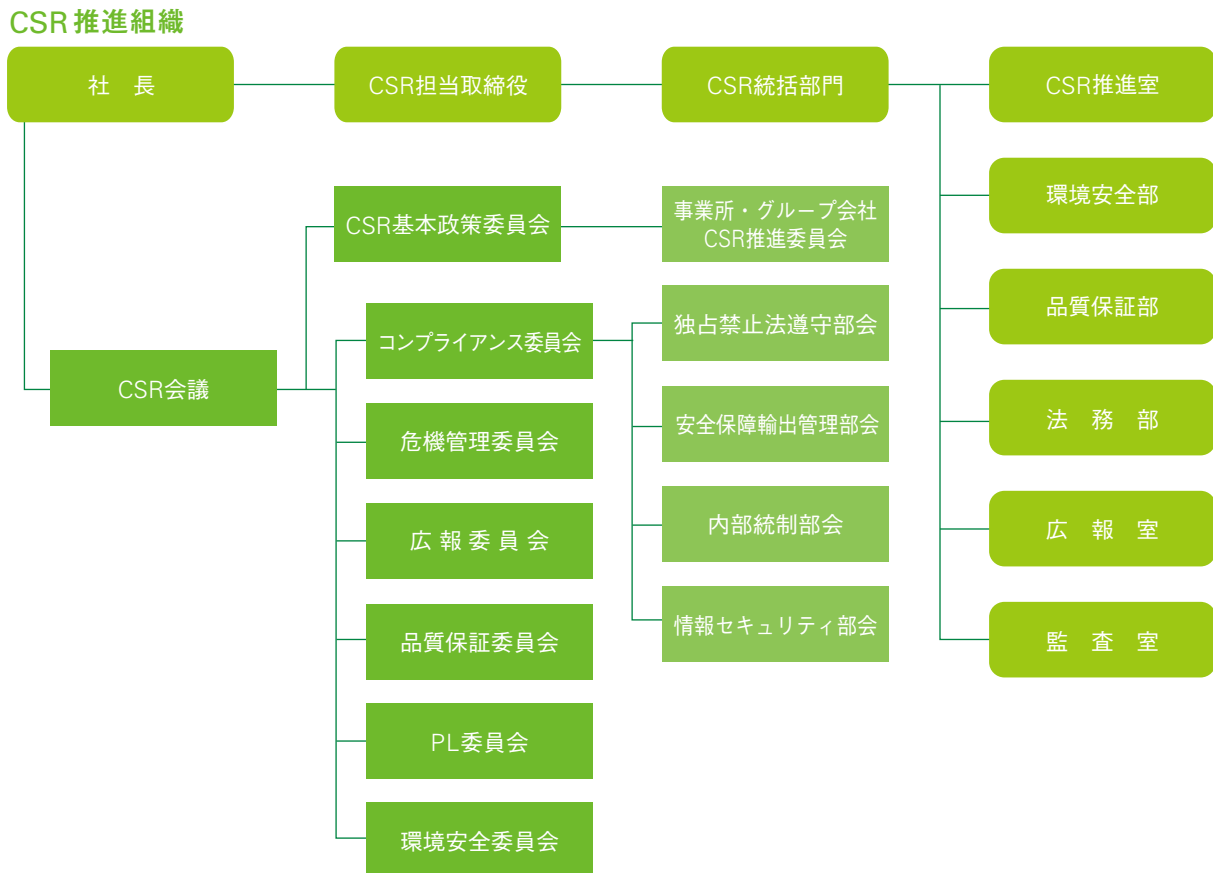 CSR推進組織
社　長
CSR担当取締役
CSR統括部門
CSR推進室
環境安全部
品質保証部
法　務　部
広　報　室
監　査　室
CSR会議
CSR基本政策委員会
事業所・グループ会社
CSR推進委員会
コンプライアンス委員会
危機管理委員会
広 報 委 員 会
品質保証委員会
PL委員会
環境安全委員会
独占禁止法遵守部会
安全保障輸出管理部会
内部統制部会
情報セキュリティ部会